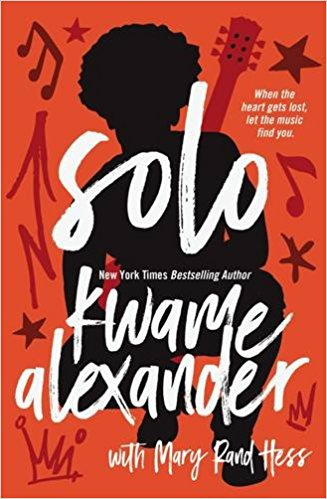 When the
heart gets lost,
let the music
find you.
solo
New York Times Bestselling Author
kwame
alexander
with Mary Rand Hess